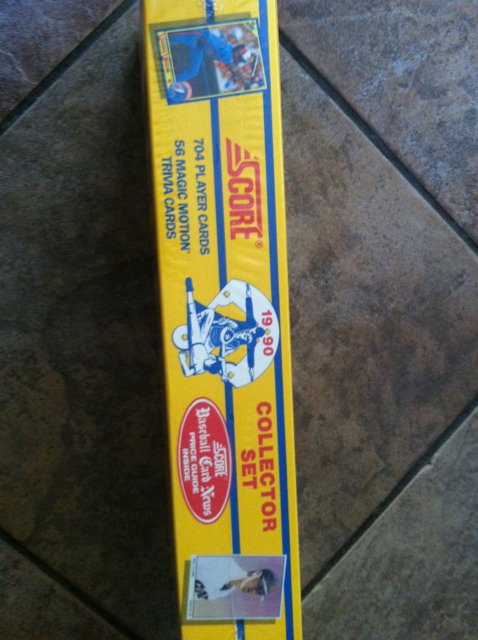 SCORE®
704 PLAYER CARDS
56 MAGIC MOTION
TRIVIA CARDS
19 90
COLLECTOR
SET
SCORE
Baseball Card News
PRICE GUIDE
INSIDE